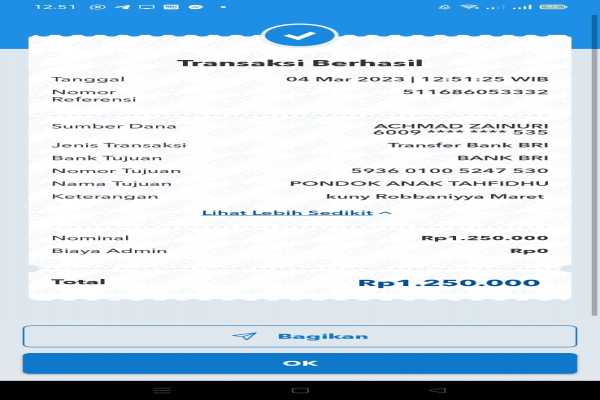 12.51
Transaksi Berhasil
Tanggal 04 Mar 2023 | 12:51:25 WIB
Nomor Referensi 511686053332
Sumber Dana ACHMAD ZAINURI
6009 **** **** 535
Jenis Transaksi Transfer Bank BRI
Bank Tujuan BANK BRI
Nomor Tujuan 5936 0100 5247 530
Nama Tujuan PONDOK ANAK TAHFIDHU
Keterangan kuny Robbaniyya Maret
Lihat Lebih Sedikit
Nominal Rp1.250.000
Biaya Admin Rp0
Total Rp1.250.000
Bagikan
OK